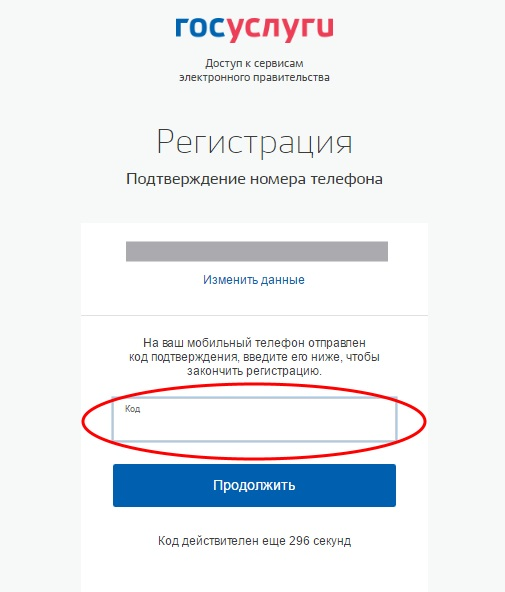 госуслуги
Доступ к сервисам
электронного правительства
Регистрация
Подтверждение номера телефона
Изменить данные
На ваш мобильный телефон отправлен
код подтверждения, введите его ниже, чтобы
закончить регистрацию.
Код
Продолжить
Код действителен еще 296 секунд